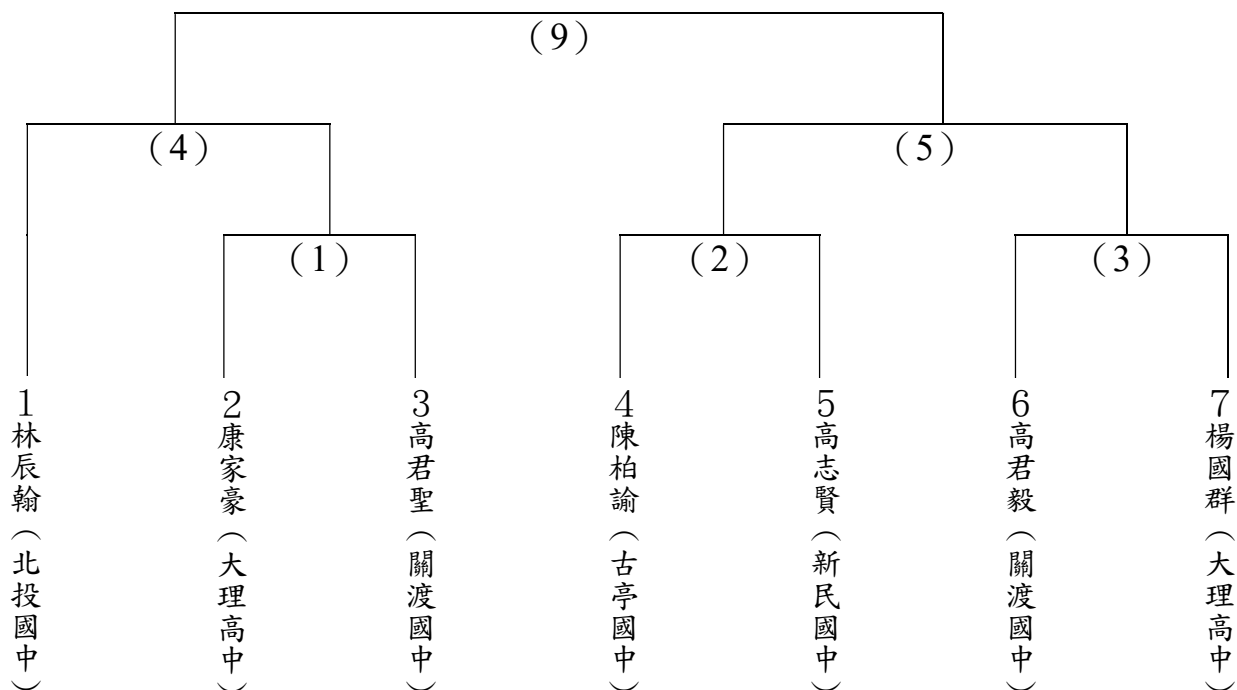 （9）
（4）
（5）
（1）
（2）
（3）
1林辰翰（北投國中）
2康家豪（大理高中）
3高君聖（關渡國中）
4陳柏諭（古亭國中）
5高志賢（新民國中）
6高君毅（關渡國中）
7楊國群（大理高中）